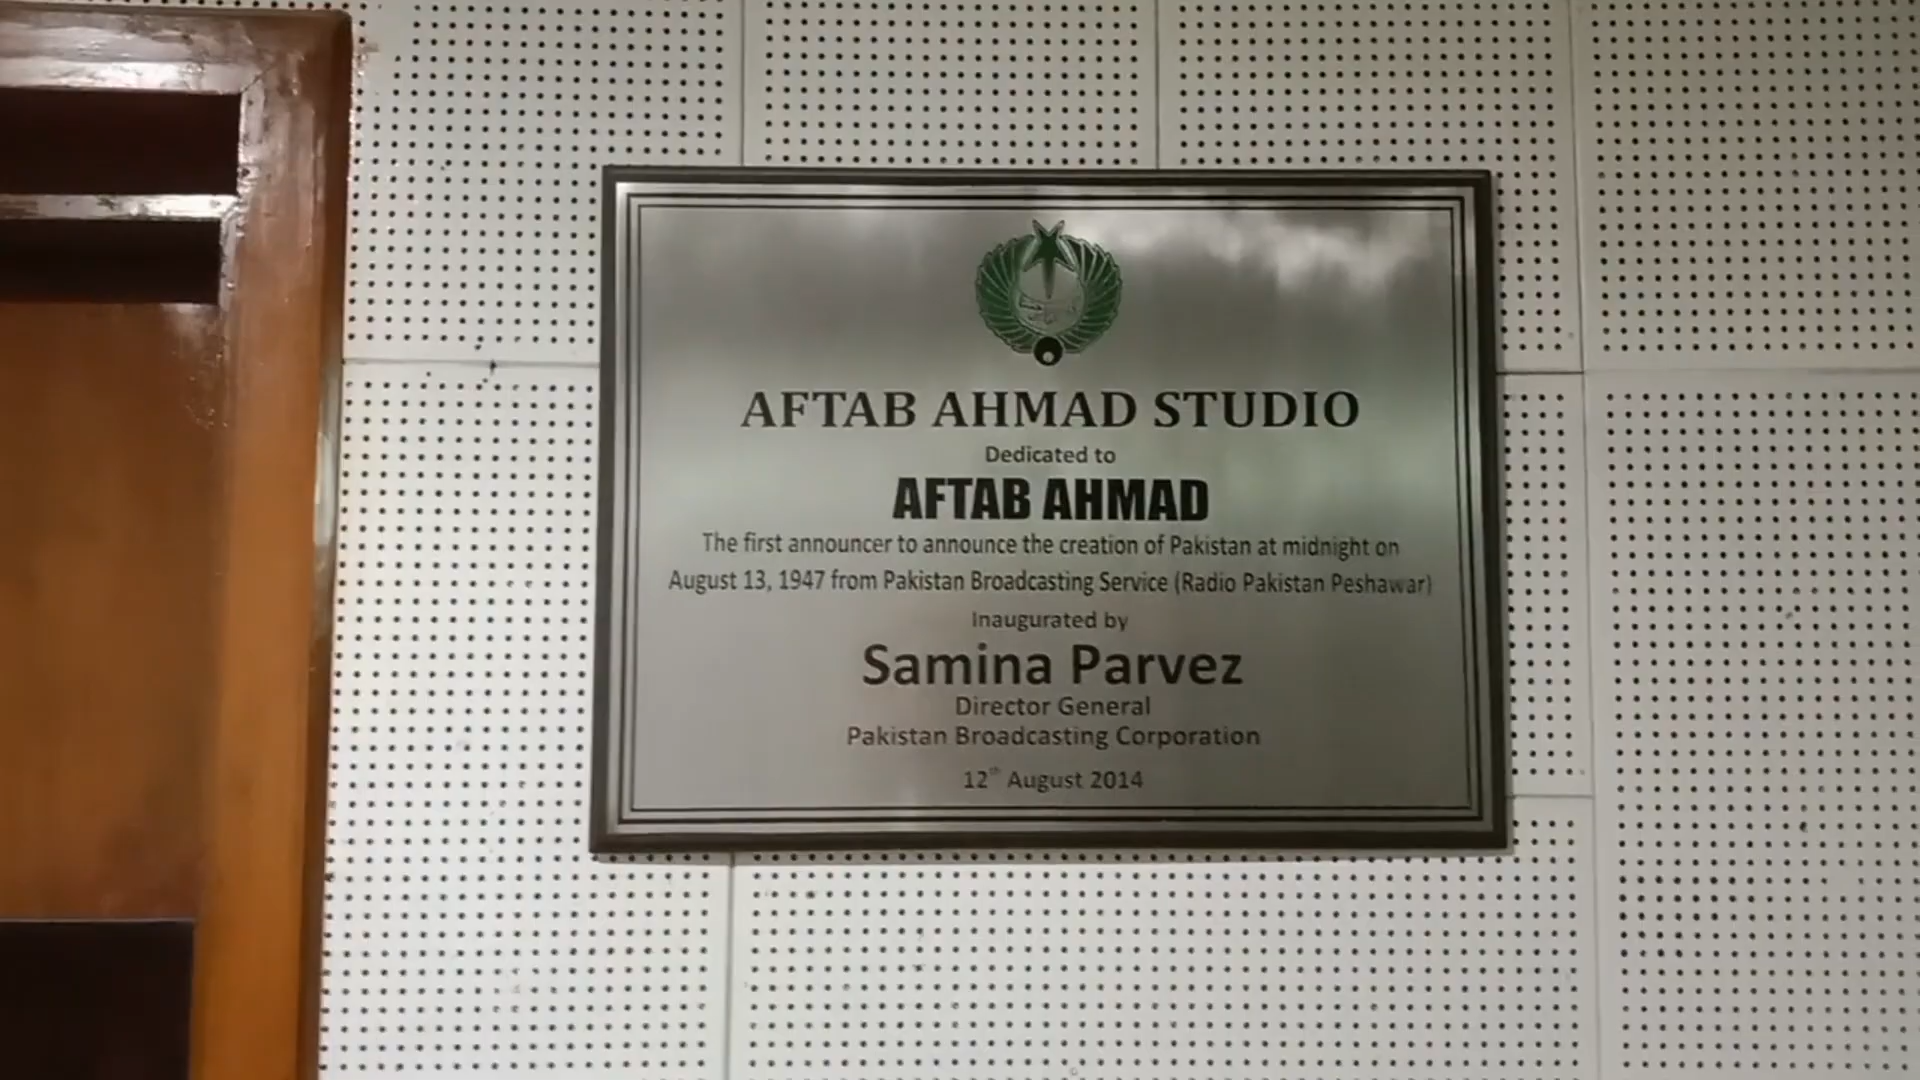 AFTAB AHMAD STUDIO
Dedicated to
AFTAB AHMAD
The first announcer to announce the creation of Pakistan at midnight on
August 13, 1947 from Pakistan Broadcasting Service (Radio Pakistan Peshawar)
Inaugurated by
Samina Parvez
Director General
Pakistan Broadcasting Corporation
12th August 2014